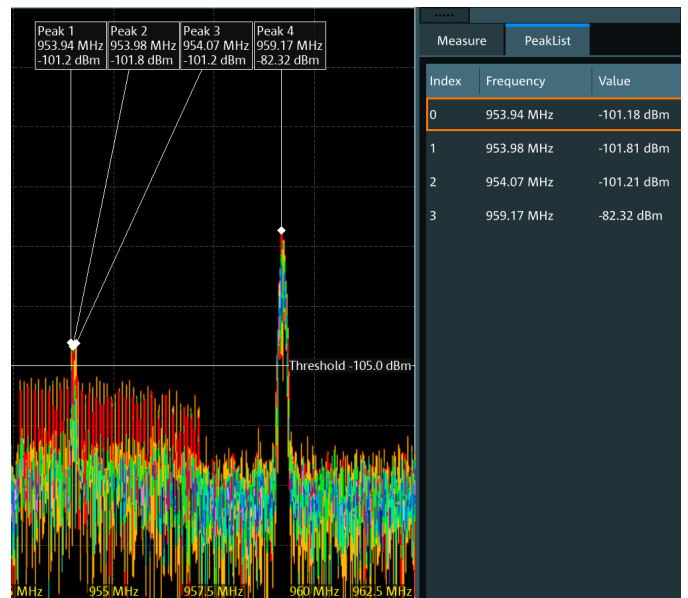 Peak 1
953.94 MHz
-101.2 dBm
Peak 2
953.98 MHz
-101.8 dBm
Peak 3
954.07 MHz
-101.2 dBm
Peak 4
959.17 MHz
-82.32 dBm
Threshold -105.0 dBm
MHz
955 MHz
957.5 MHz
960 MHz
962.5 MHz
Measure
PeakList
Index Frequency Value
0 953.94 MHz -101.18 dBm
1 953.98 MHz -101.81 dBm
2 954.07 MHz -101.21 dBm
3 959.17 MHz -82.32 dBm